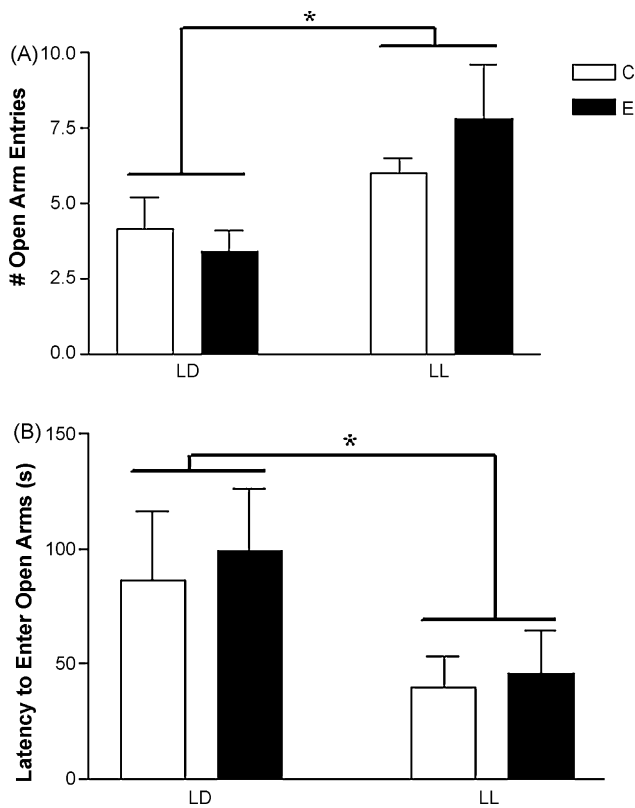 *
(A)
10.0
7.5
5.0
2.5
0.0
# Open Arm Entries
LD
LL
C
E
(B)
*
150
100
50
0
Latency to Enter Open Arms (s)
LD
LL